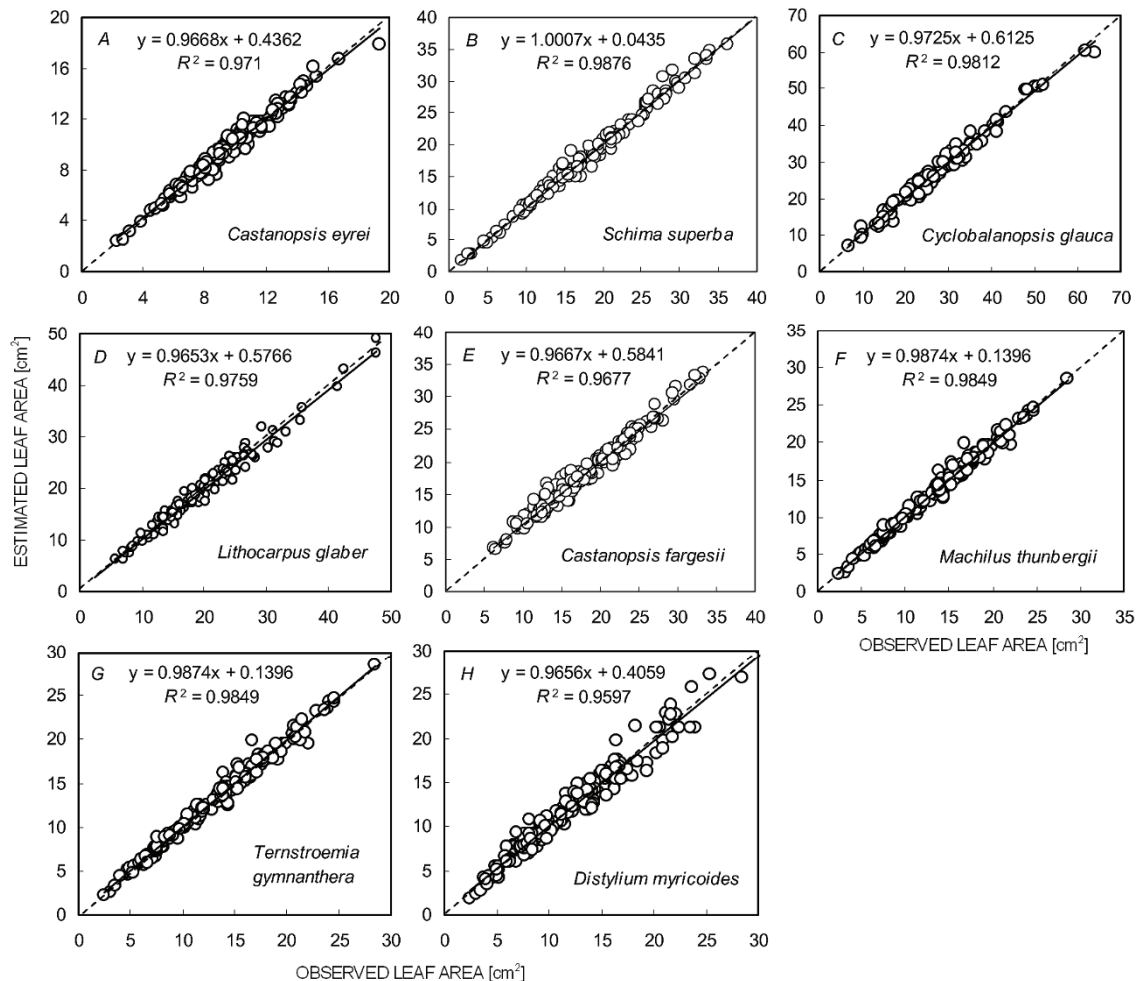 A y = 0.9668x + 0.4362
R² = 0.971
Castanopsis eyrei
20
16
12
8
4
0
0 4 8 12 16 20
B y = 1.0007x + 0.0435
R² = 0.9876
Schima superba
40
35
30
25
20
15
10
5
0
0 5 10 15 20 25 30 35 40
C y = 0.9725x + 0.6125
R² = 0.9812
Cyclobalanopsis glauca
70
60
50
40
30
20
10
0
0 10 20 30 40 50 60 70
ESTIMATED LEAF AREA [cm²]
D y = 0.9653x + 0.5766
R² = 0.9759
Lithocarpus glaber
50
40
30
20
10
0
0 10 20 30 40 50
E y = 0.9667x + 0.5841
R² = 0.9677
Castanopsis fargesii
40
35
30
25
20
15
10
5
0
0 5 10 15 20 25 30 35 40
F y = 0.9874x + 0.1396
R² = 0.9849
Machilus thunbergii
35
30
25
20
15
10
5
0
0 5 10 15 20 25 30 35
OBSERVED LEAF AREA [cm²]
G y = 0.9874x + 0.1396
R² = 0.9849
Ternstroemia
gymnanthera
30
25
20
15
10
5
0
0 5 10 15 20 25 30
H y = 0.9656x + 0.4059
R² = 0.9597
Distylium myricoides
30
25
20
15
10
5
0
0 5 10 15 20 25 30
OBSERVED LEAF AREA [cm²]